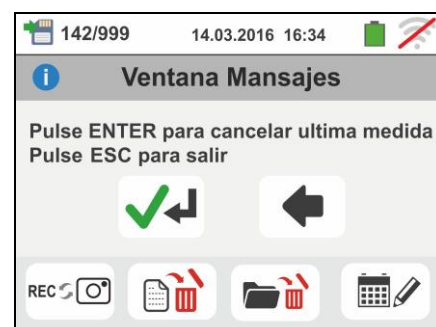 142/999 14.03.2016 16:34
i Ventana Mansajes
Pulse ENTER para cancelar ultima medida
Pulse ESC para salir
REC